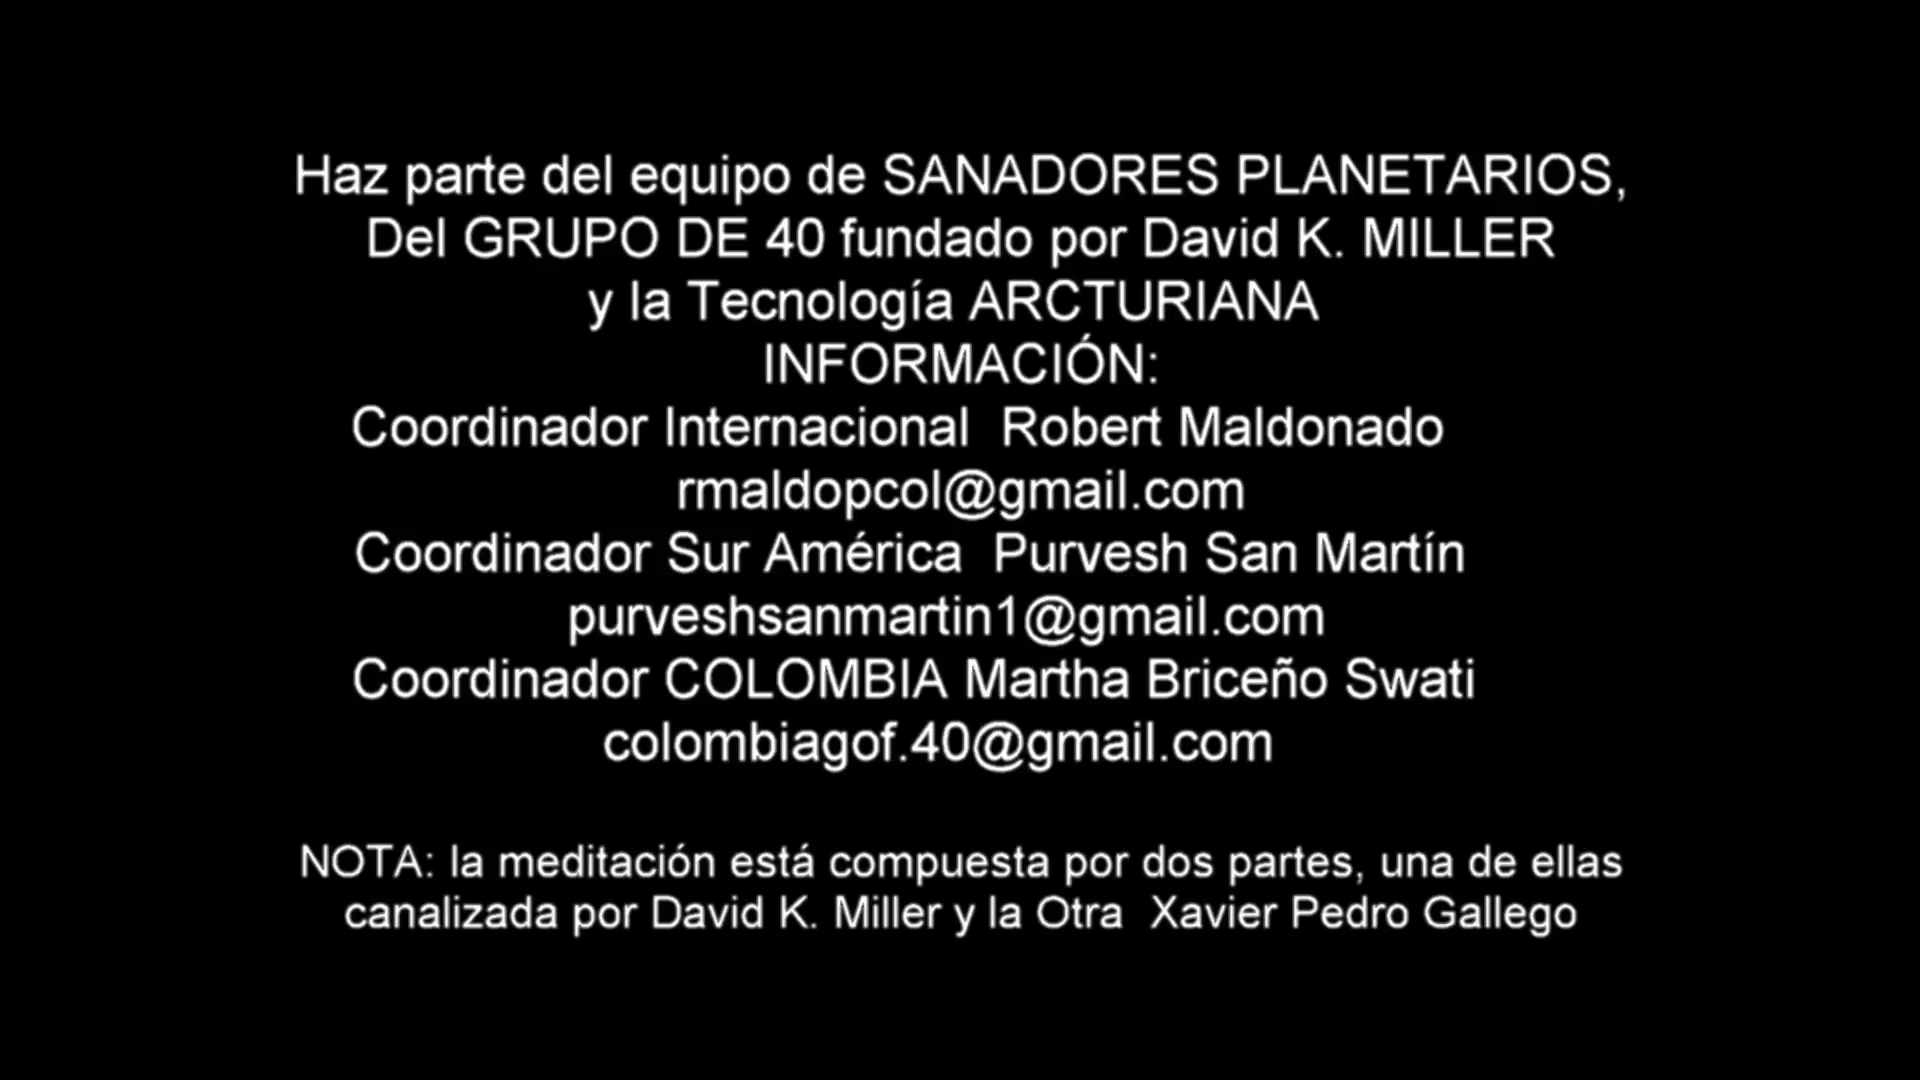 Haz parte del equipo de SANADORES PLANETARIOS,
Del GRUPO DE 40 fundado por David K. MILLER
y la Tecnología ARCTURIANA
INFORMACIÓN:
Coordinador Internacional  Robert Maldonado
rmaldopcol@gmail.com
Coordinador Sur América  Purvesh San Martín
purveshsanmartin1@gmail.com
Coordinador COLOMBIA Martha Briceño Swati
colombiagof.40@gmail.com
NOTA: la meditación está compuesta por dos partes, una de ellas
canalizada por David K. Miller y la Otra  Xavier Pedro Gallego